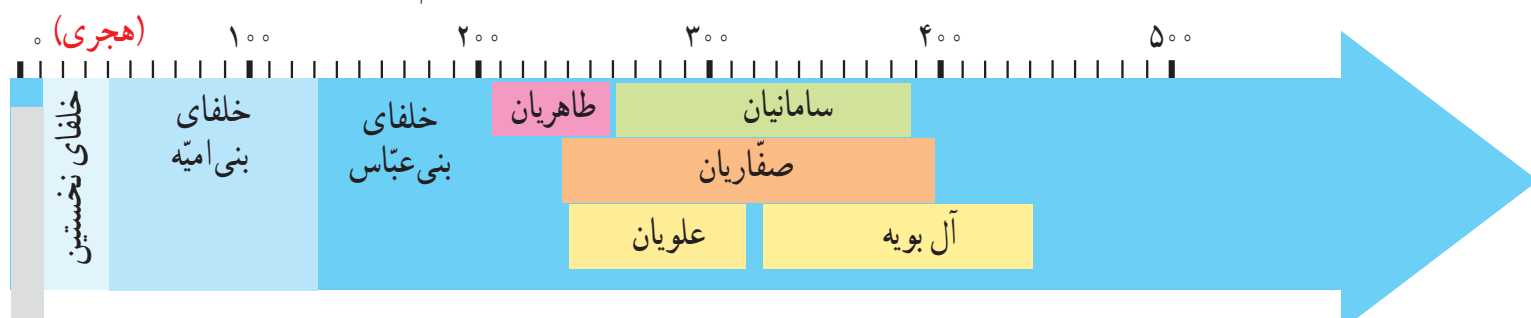 ۰ (هجری) ۱۰۰ ۲۰۰ ۳۰۰ ۴۰۰ ۵۰۰
خلفای نخستین
خلفای
بنی‌امیّه
خلفای
بنی‌عبّاس
طاهریان
سامانیان
صفّاریان
علویان
آل بویه